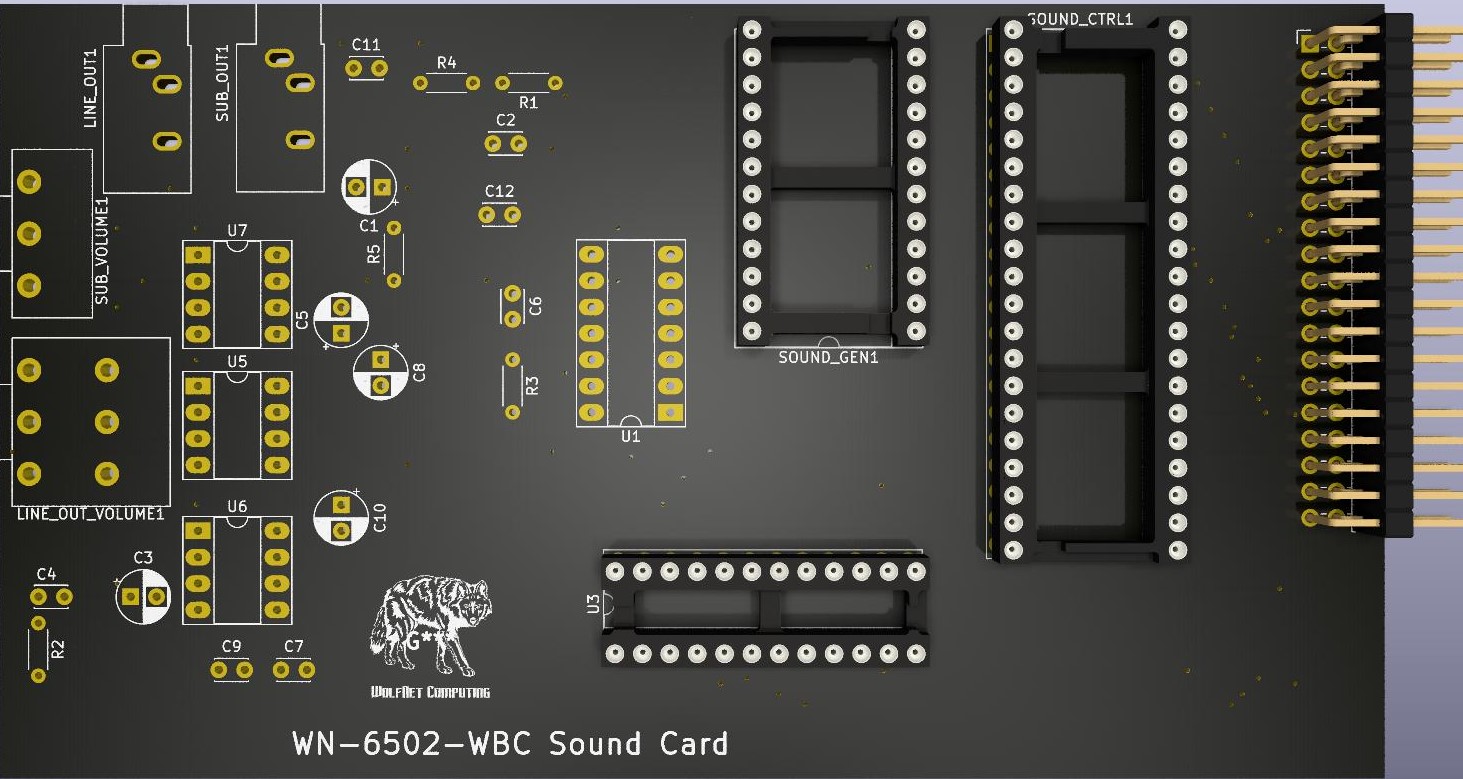 SOUND_CTRL1
LINE_OUT1
SUB_OUT1
C11
R4
R1
C2
C12
C1
R5
SUB_VOLUME1
U7
C5
C6
C8
U5
R3
U1
SOUND_GEN1
LINE_OUT_VOLUME1
U6
C10
C3
C4
R2
C9
C7
U3
G***
WOLFNET COMPUTING
WN-6502-WBC Sound Card